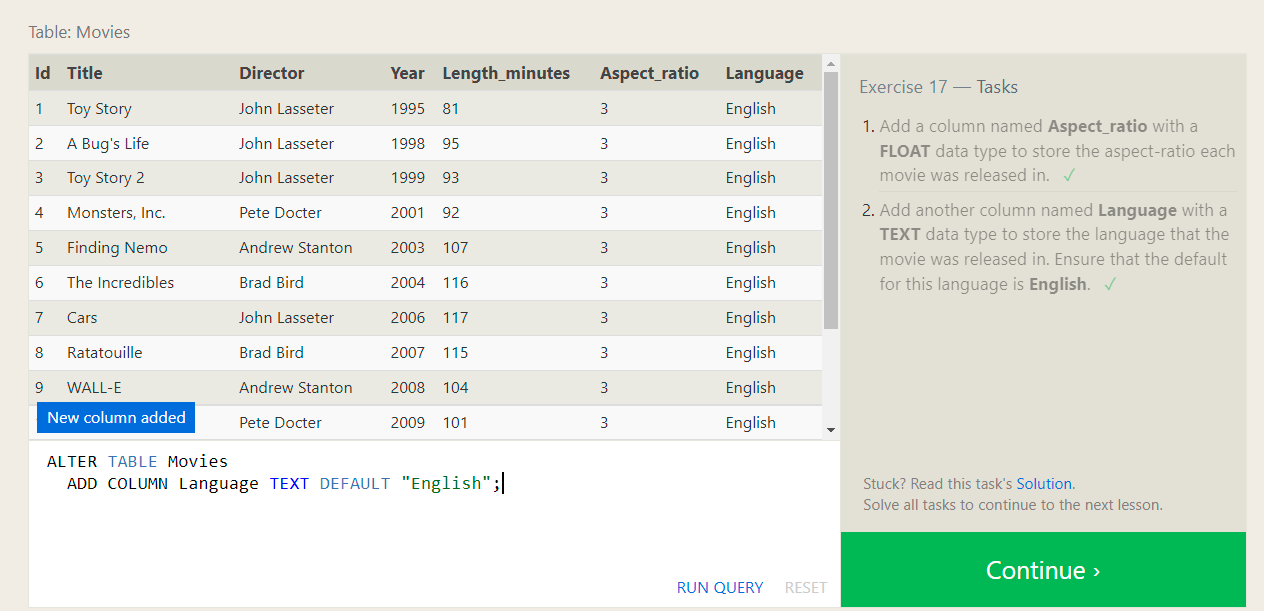 Table: Movies
Id Title Director Year Length_minutes Aspect_ratio Language
1 Toy Story John Lasseter 1995 81 3 English
2 A Bug's Life John Lasseter 1998 95 3 English
3 Toy Story 2 John Lasseter 1999 93 3 English
4 Monsters, Inc. Pete Docter 2001 92 3 English
5 Finding Nemo Andrew Stanton 2003 107 3 English
6 The Incredibles Brad Bird 2004 116 3 English
7 Cars John Lasseter 2006 117 3 English
8 Ratatouille Brad Bird 2007 115 3 English
9 WALL-E Andrew Stanton 2008 104 3 English
New column added
Pete Docter 2009 101 3 English
ALTER TABLE Movies
ADD COLUMN Language TEXT DEFAULT "English";
RUN QUERY RESET
Exercise 17 — Tasks
1. Add a column named Aspect_ratio with a
FLOAT data type to store the aspect-ratio each
movie was released in. ✓
2. Add another column named Language with a
TEXT data type to store the language that the
movie was released in. Ensure that the default
for this language is English. ✓
Stuck? Read this task's Solution.
Solve all tasks to continue to the next lesson.
Continue ›